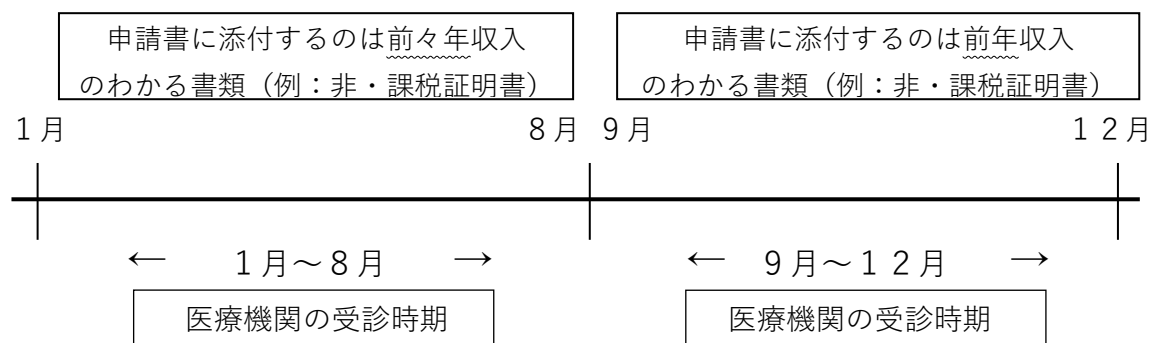 申請書に添付するのは前々年収入
のわかる書類（例：非・課税証明書）
申請書に添付するのは前年収入
のわかる書類（例：非・課税証明書）
１月
８月
９月
１２月
← １月～８月 →
← ９月～１２月 →
医療機関の受診時期
医療機関の受診時期